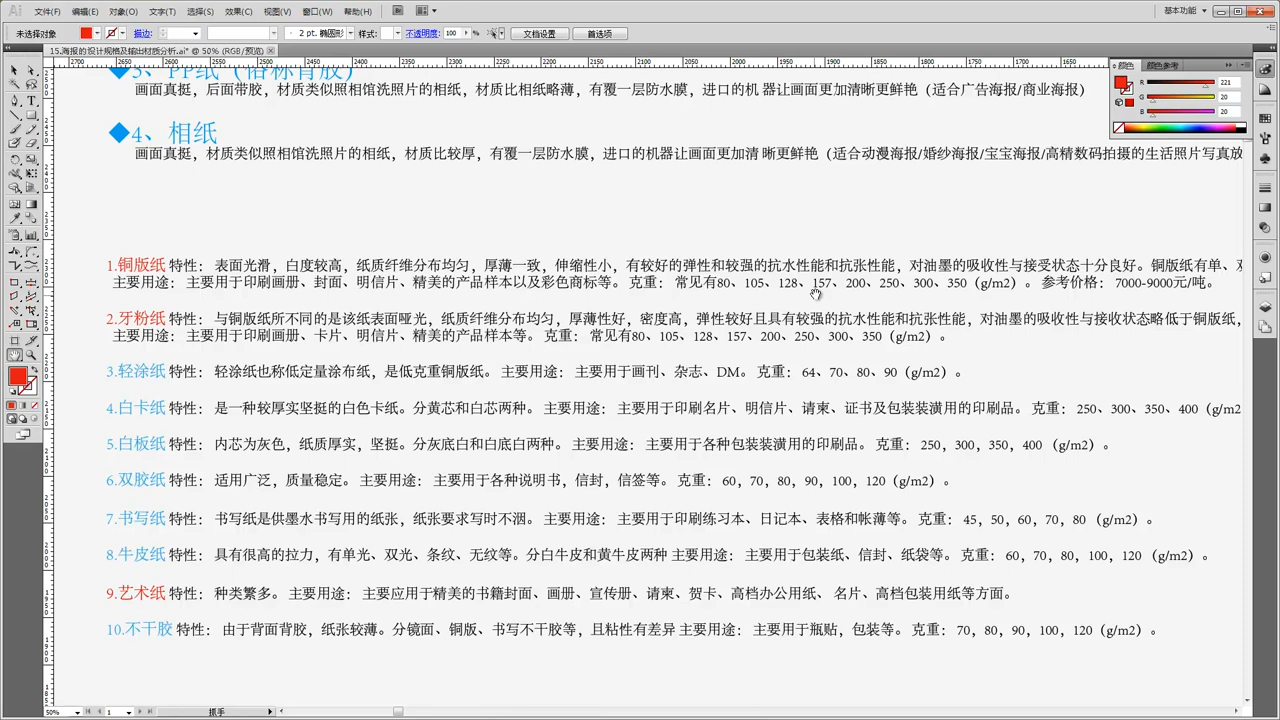 Ai 文件(F) 编辑(E) 对象(O) 文字(T) 选择(S) 效果(C) 视图(V) 窗口(W) 帮助(H) Br 基本功能
未选择对象 描边: 2 pt. 椭圆形 样式: 不透明度: 100 % 文档设置 首选项
15.海报的设计规格及输出材质分析.ai* @ 50% (RGB/预览)
2700 2650 2600 2550 2500 2450 2400 2350 2300 2250 2200 2150 2100 2050 2000 1950 1900 1850 1800 1750 1700 1650
颜色 颜色参考
R 221
G 20
B 20
◆3、PP纸（俗称背胶）
画面真挺，后面带胶，材质类似照相馆洗照片的相纸，材质比相纸略薄，有覆一层防水膜，进口的机 器让画面更加清晰更鲜艳（适合广告海报/商业海报）
◆4、相纸
画面真挺，材质类似照相馆洗照片的相纸，材质比较厚，有覆一层防水膜，进口的机器让画面更加清 晰更鲜艳（适合动漫海报/婚纱海报/宝宝海报/高精数码拍摄的生活照片写真放
1.铜版纸 特性： 表面光滑，白度较高，纸质纤维分布均匀，厚薄一致，伸缩性小，有较好的弹性和较强的抗水性能和抗张性能，对油墨的吸收性与接受状态十分良好。铜版纸有单、双
主要用途： 主要用于印刷画册、封面、明信片、精美的产品样本以及彩色商标等。 克重： 常见有80、105、128、157、200、250、300、350（g/m2）。 参考价格： 7000-9000元/吨。
2.牙粉纸 特性： 与铜版纸所不同的是该纸表面哑光，纸质纤维分布均匀，厚薄性好，密度高，弹性较好且具有较强的抗水性能和抗张性能，对油墨的吸收性与接收状态略低于铜版纸，
主要用途： 主要用于印刷画册、卡片、明信片、精美的产品样本等。 克重： 常见有80、105、128、157、200、250、300、350（g/m2）。
3.轻涂纸 特性： 轻涂纸也称低定量涂布纸，是低克重铜版纸。 主要用途： 主要用于画刊、杂志、DM。 克重： 64、70、80、90（g/m2）。
4.白卡纸 特性： 是一种较厚实坚挺的白色卡纸。分黄芯和白芯两种。 主要用途： 主要用于印刷名片、明信片、请柬、证书及包装装潢用的印刷品。 克重： 250、300、350、400（g/m2
5.白板纸 特性： 内芯为灰色，纸质厚实，坚挺。分灰底白和白底白两种。 主要用途： 主要用于各种包装装潢用的印刷品。 克重： 250，300，350，400（g/m2）。
6.双胶纸 特性： 适用广泛，质量稳定。 主要用途： 主要用于各种说明书，信封，信签等。 克重： 60，70，80，90，100，120（g/m2）。
7.书写纸 特性： 书写纸是供墨水书写用的纸张，纸张要求写时不洇。 主要用途： 主要用于印刷练习本、日记本、表格和帐薄等。 克重： 45，50，60，70，80（g/m2）。
8.牛皮纸 特性： 具有很高的拉力，有单光、双光、条纹、无纹等。分白牛皮和黄牛皮两种 主要用途： 主要用于包装纸、信封、纸袋等。 克重： 60，70，80，100，120 （g/m2）。
9.艺术纸 特性： 种类繁多。 主要用途： 主要应用于精美的书籍封面、画册、宣传册、请柬、贺卡、高档办公用纸、 名片、高档包装用纸等方面。
10.不干胶 特性： 由于背面背胶，纸张较薄。分镜面、铜版、书写不干胶等，且粘性有差异 主要用途： 主要用于瓶贴，包装等。 克重： 70，80，90，100，120（g/m2）。
50% 1 抓手